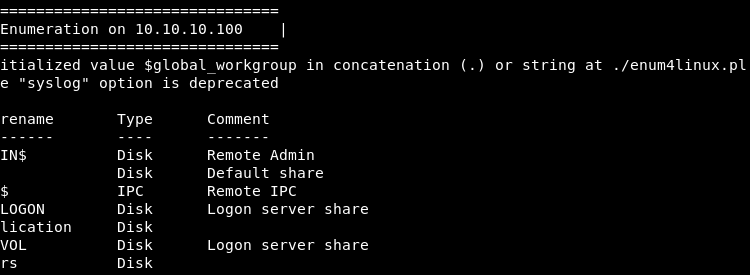 ===============================
Enumeration on 10.10.10.100    |
===============================
itialized value $global_workgroup in concatenation (.) or string at ./enum4linux.pl
e "syslog" option is deprecated
rename       Type      Comment
------       ----      -------
IN$          Disk      Remote Admin
             Disk      Default share
$            IPC       Remote IPC
LOGON        Disk      Logon server share
lication     Disk
VOL          Disk      Logon server share
rs           Disk